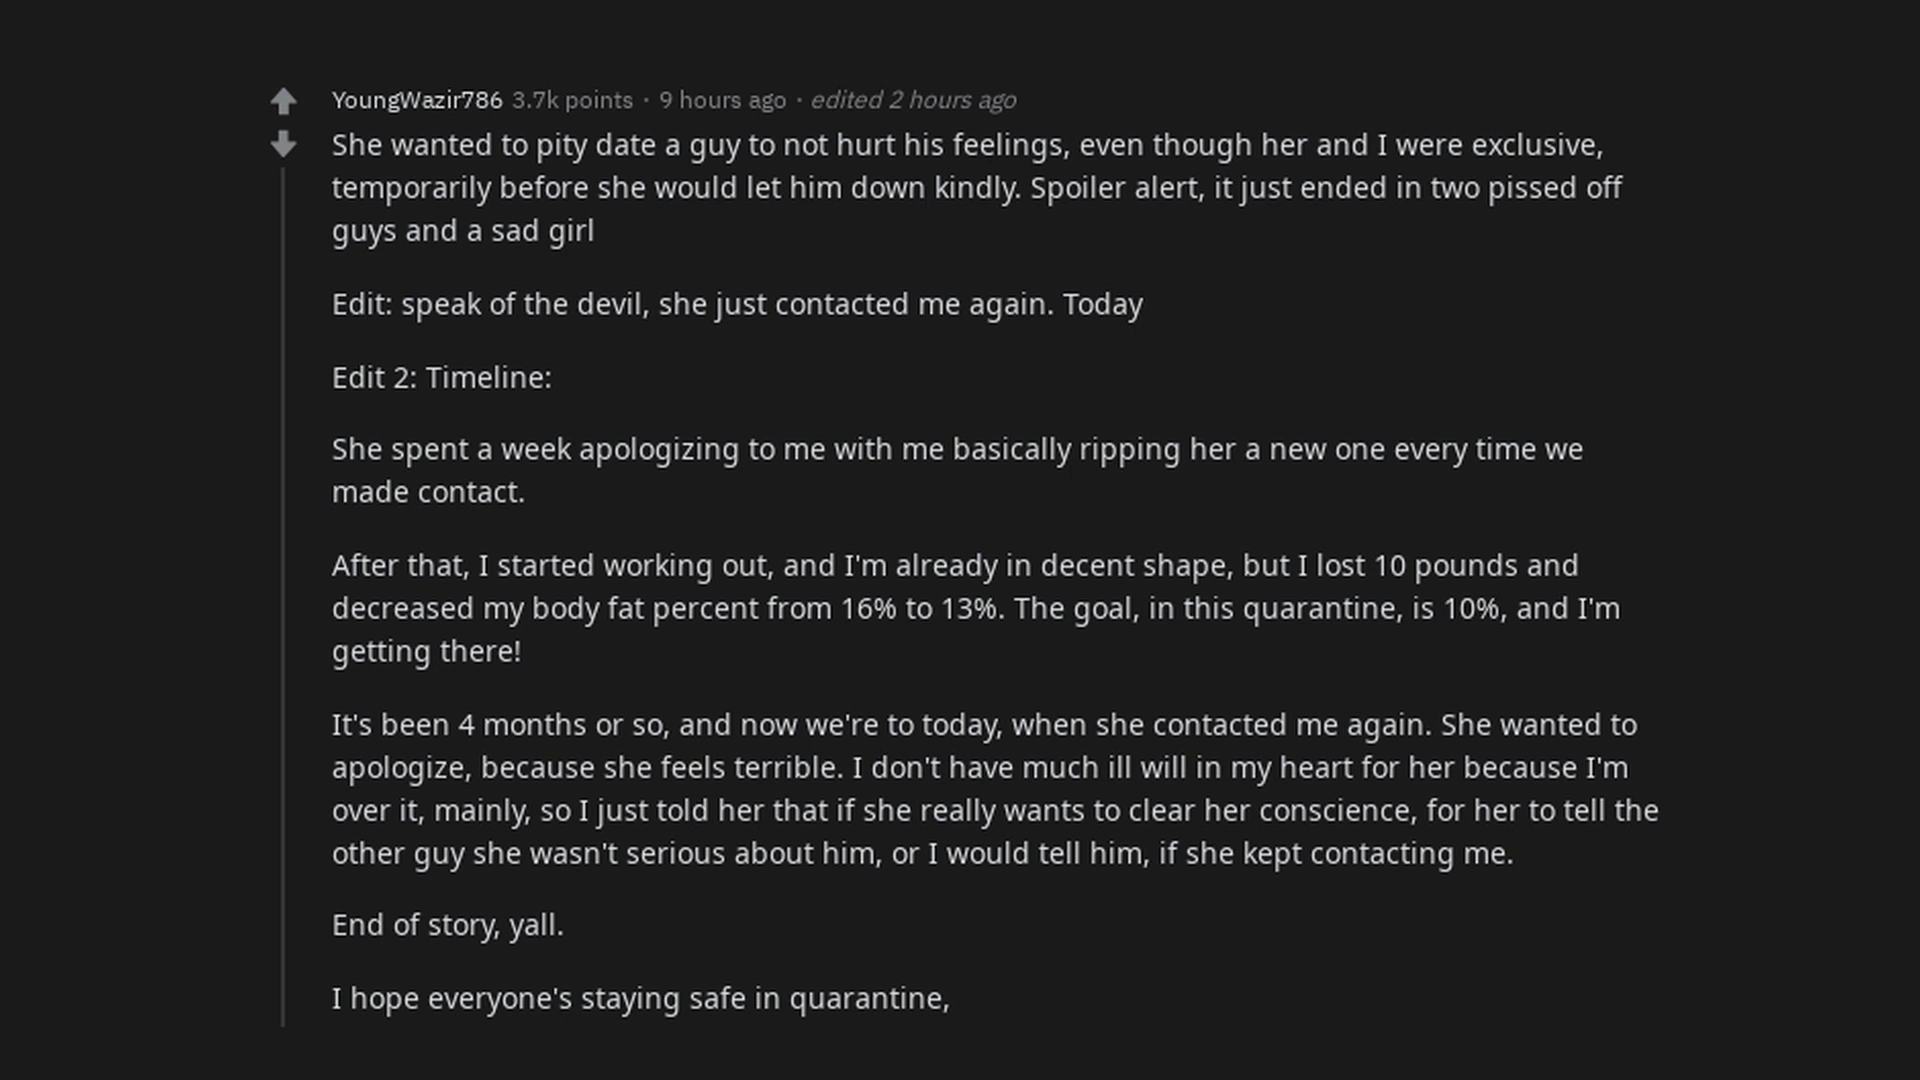 YoungWazir786 3.7k points · 9 hours ago · edited 2 hours ago
She wanted to pity date a guy to not hurt his feelings, even though her and I were exclusive,
temporarily before she would let him down kindly. Spoiler alert, it just ended in two pissed off
guys and a sad girl
Edit: speak of the devil, she just contacted me again. Today
Edit 2: Timeline:
She spent a week apologizing to me with me basically ripping her a new one every time we
made contact.
After that, I started working out, and I'm already in decent shape, but I lost 10 pounds and
decreased my body fat percent from 16% to 13%. The goal, in this quarantine, is 10%, and I'm
getting there!
It's been 4 months or so, and now we're to today, when she contacted me again. She wanted to
apologize, because she feels terrible. I don't have much ill will in my heart for her because I'm
over it, mainly, so I just told her that if she really wants to clear her conscience, for her to tell the
other guy she wasn't serious about him, or I would tell him, if she kept contacting me.
End of story, yall.
I hope everyone's staying safe in quarantine,